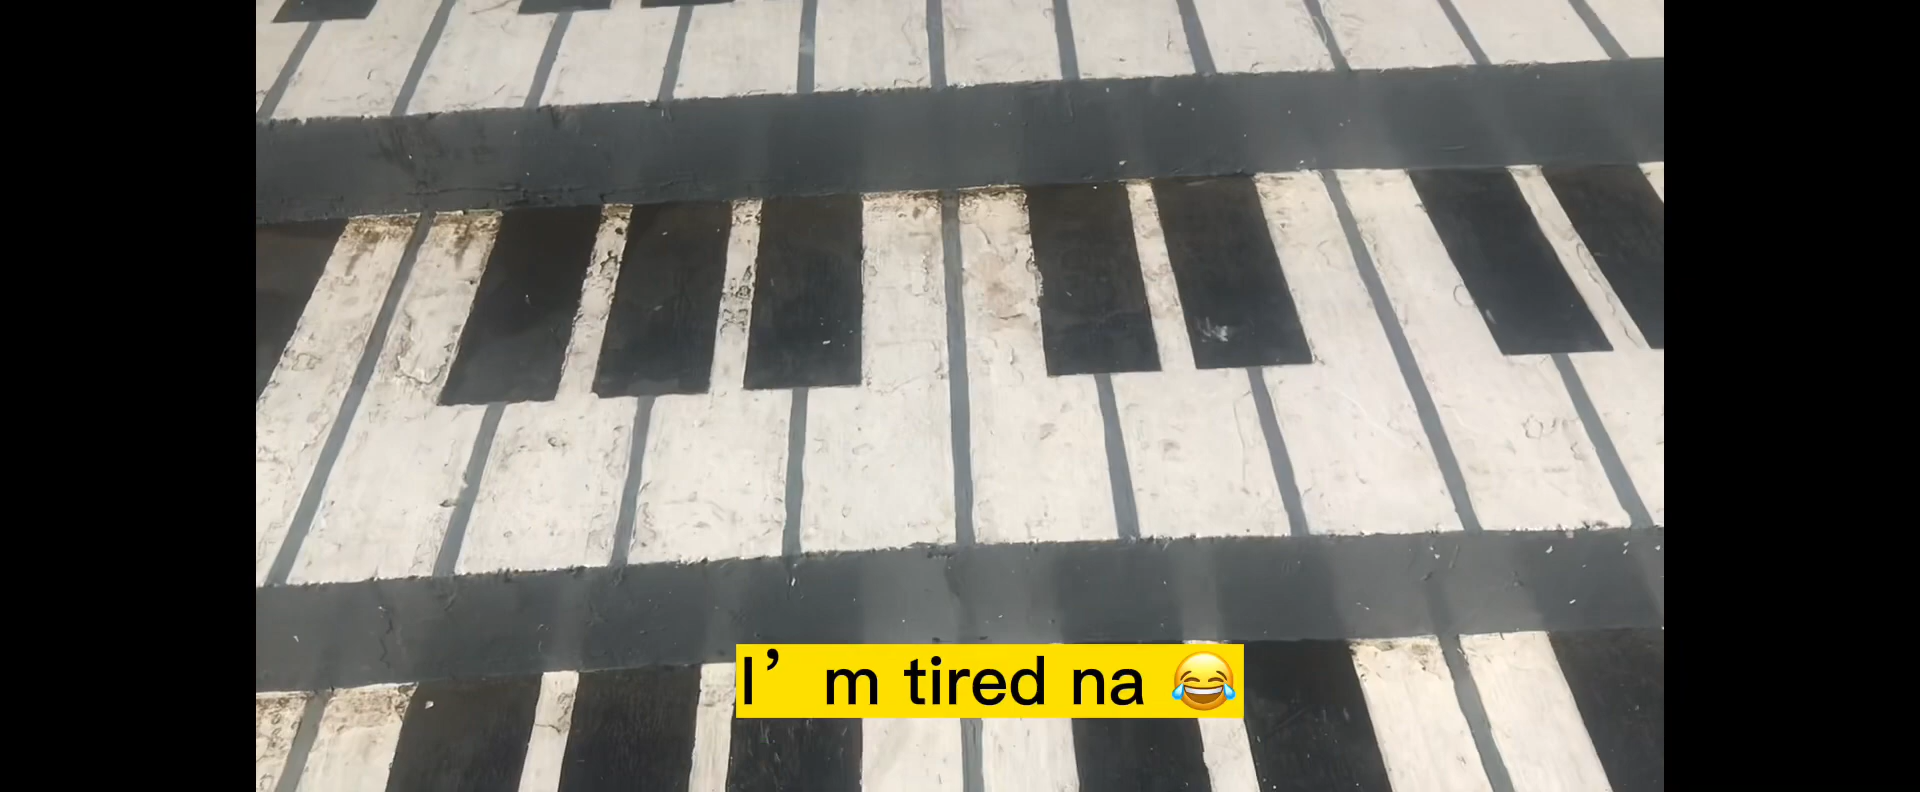 I’m tired na 😂